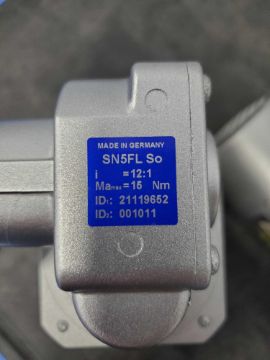 MADE IN GERMANY
SN5FL So
i =12:1
Mamax=15 Nm
ID1: 21119652
ID2: 001011